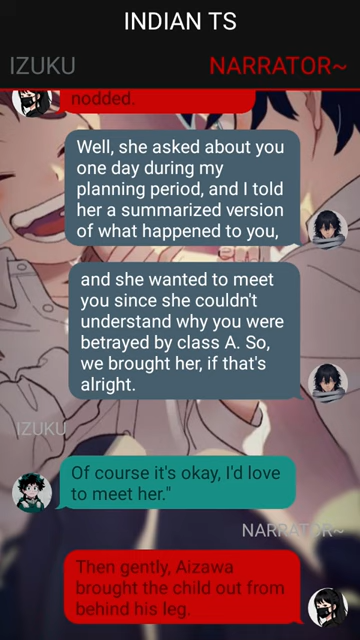 INDIAN TS
IZUKU
NARRATOR~
nodded.
Well, she asked about you
one day during my
planning period, and I told
her a summarized version
of what happened to you,
and she wanted to meet
you since she couldn't
understand why you were
betrayed by class A. So,
we brought her, if that's
alright.
IZUKU
Of course it's okay, I'd love
to meet her."
NARRATOR~
Then gently, Aizawa
brought the child out from
behind his leg.